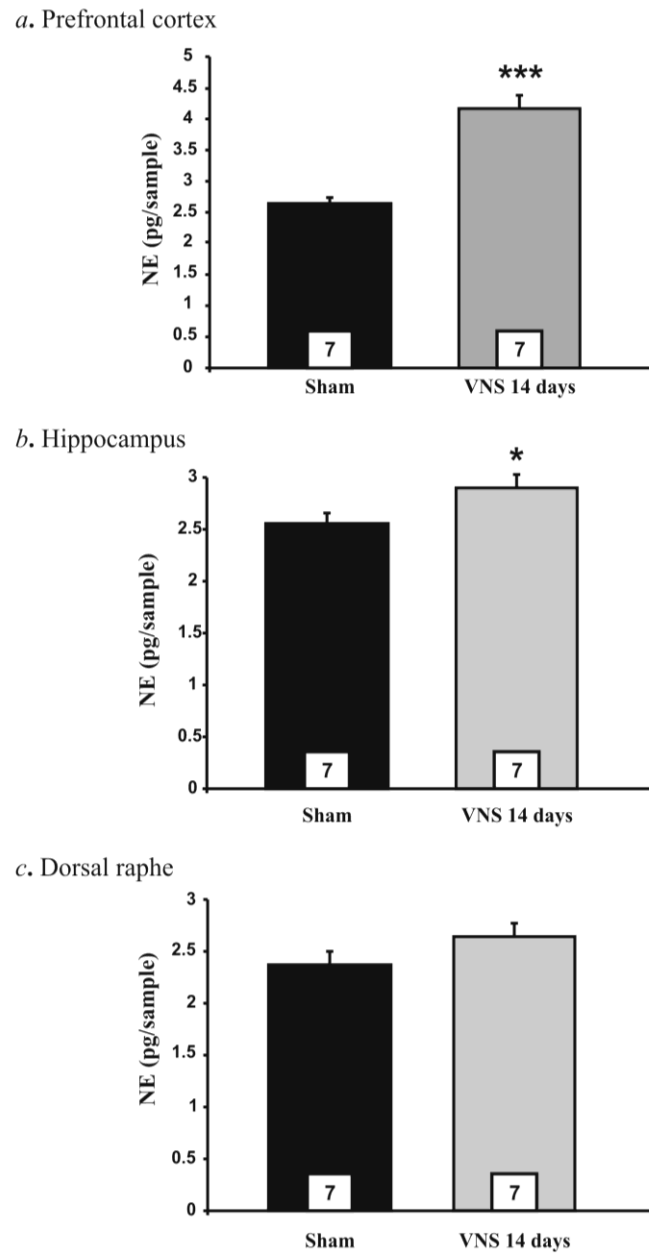 a. Prefrontal cortex
5
4.5
4
3.5
3
2.5
2
1.5
1
0.5
0
NE (pg/sample)
***
7
7
Sham
VNS 14 days
b. Hippocampus
3
2.5
2
1.5
1
0.5
0
NE (pg/sample)
*
7
7
Sham
VNS 14 days
c. Dorsal raphe
3
2.5
2
1.5
1
0.5
0
NE (pg/sample)
7
7
Sham
VNS 14 days